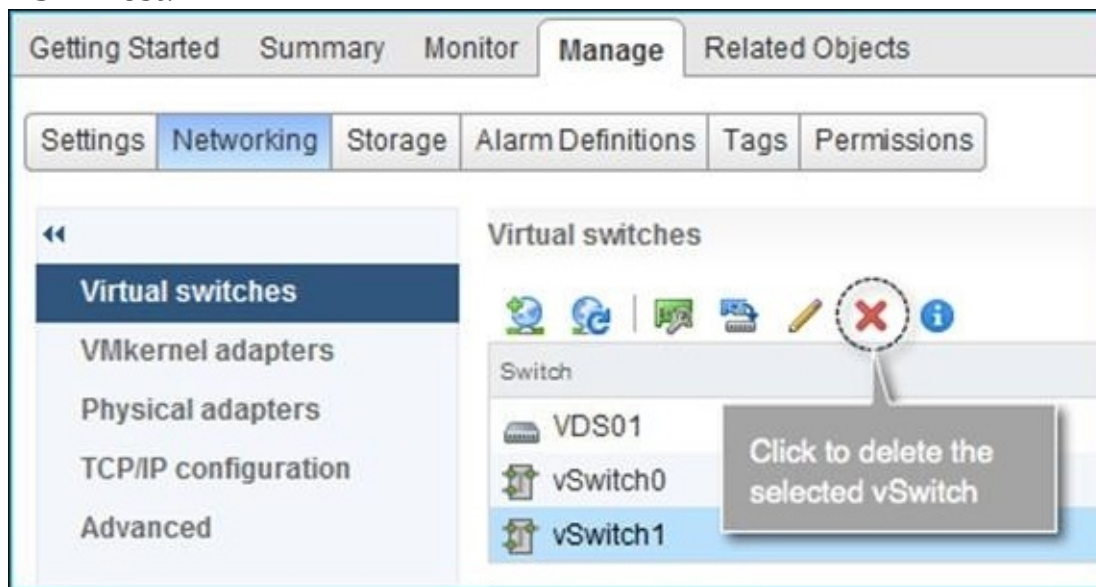 Getting Started Summary Monitor Manage Related Objects
Settings Networking Storage Alarm Definitions Tags Permissions
Virtual switches
Virtual switches
VMkernel adapters
Physical adapters
TCP/IP configuration
Advanced
Switch
VDS01
vSwitch0
vSwitch1
Click to delete the
selected vSwitch